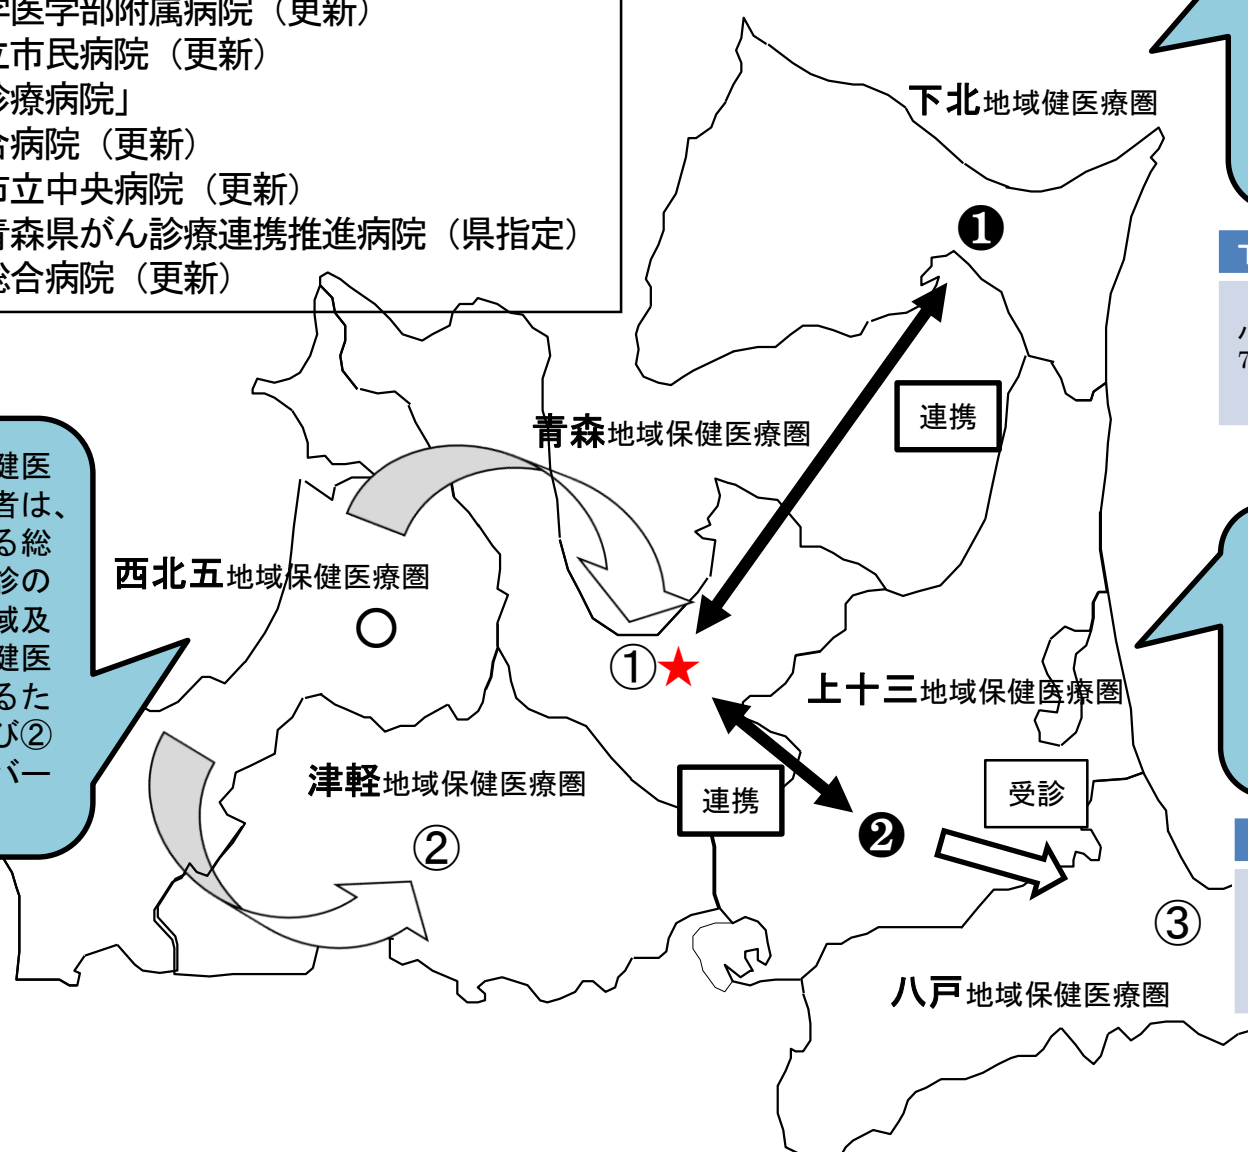 学医学部附属病院（更新）
立市民病院（更新）
診療病院」
合病院（更新）
市立中央病院（更新）
青森県がん診療連携推進病院（県指定）
総合病院（更新）
下北地域健医療圏
❶
連携
青森地域保健医療圏
健医
者は、
る総
診の
域及
健医
るた
び②
バー
西北五地域保健医療圏
○
①★
上十三地域保健医療圏
津軽地域保健医療圏
②
連携
受診
❷
③
八戸地域保健医療圏
7